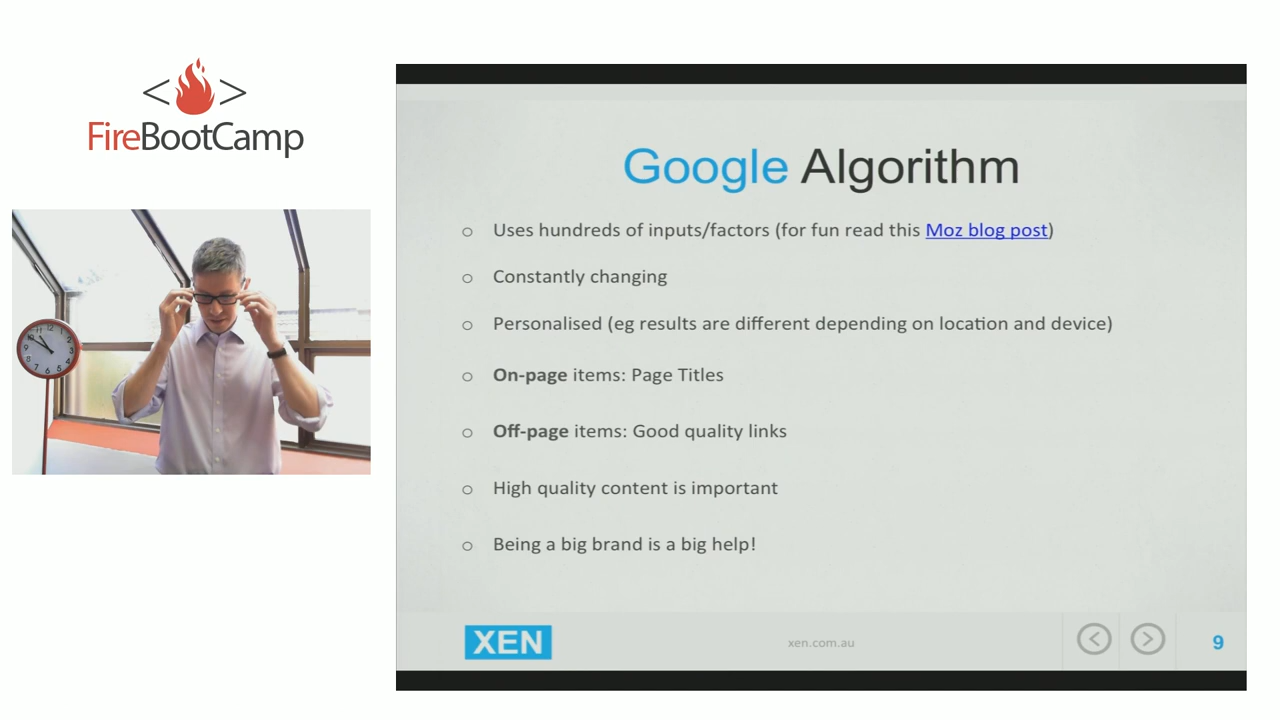 <>
FireBootCamp
Google Algorithm
o Uses hundreds of inputs/factors (for fun read this Moz blog post)
o Constantly changing
o Personalised (eg results are different depending on location and device)
o On-page items: Page Titles
o Off-page items: Good quality links
o High quality content is important
o Being a big brand is a big help!
XEN
xen.com.au
< >
9